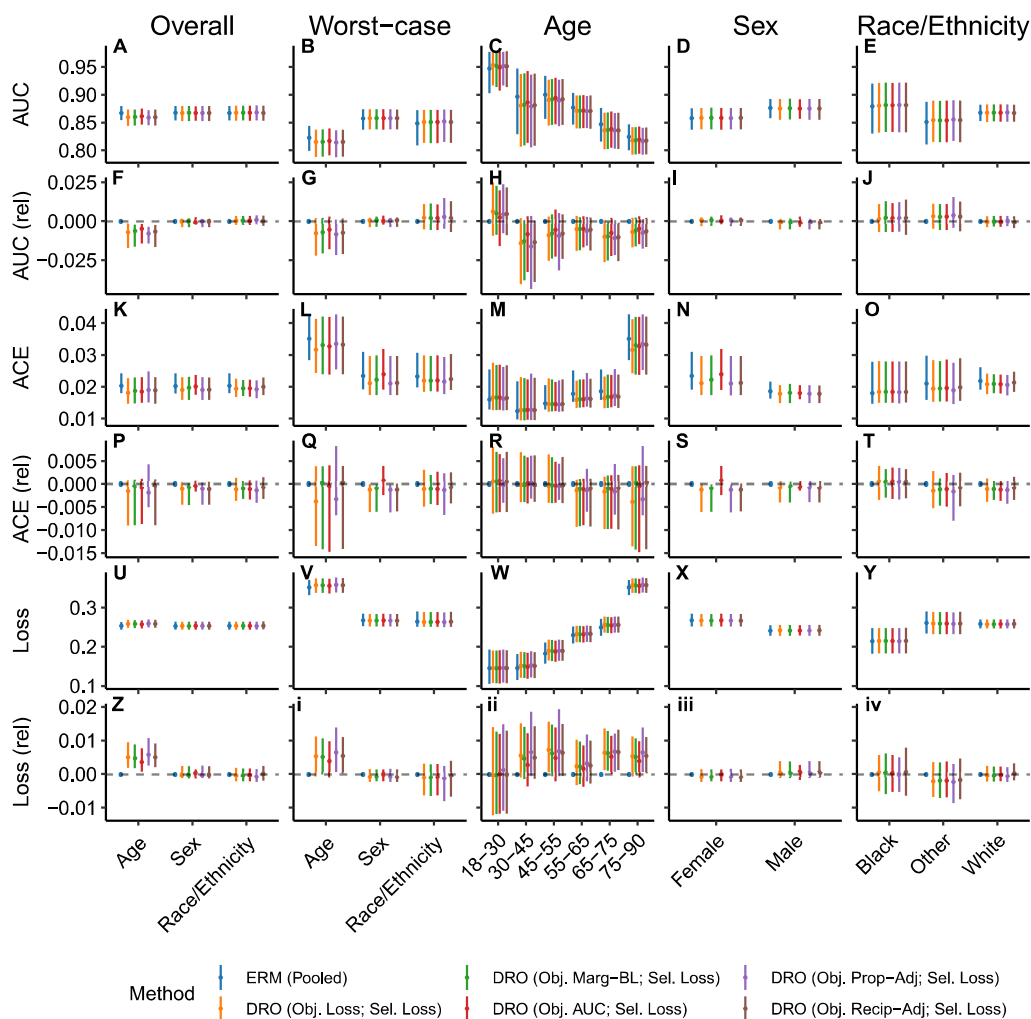 Overall Worst−case Age Sex Race/Ethnicity
A B C D E
AUC
0.95
0.90
0.85
0.80
F G H I J
AUC (rel)
0.025
0.000
−0.025
K L M N O
ACE
0.04
0.03
0.02
0.01
P Q R S T
ACE (rel)
0.005
0.000
−0.005
−0.010
−0.015
U V W X Y
Loss
0.3
0.2
0.1
Z i ii iii iv
Loss (rel)
0.02
0.01
0.00
−0.01
Age Sex Race/Ethnicity Age Sex Race/Ethnicity 18−30 30−45 45−55 55−65 65−75 75−90 Female Male Black Other White
Method
ERM (Pooled) DRO (Obj. Marg−BL; Sel. Loss) DRO (Obj. Prop−Adj; Sel. Loss)
DRO (Obj. Loss; Sel. Loss) DRO (Obj. AUC; Sel. Loss) DRO (Obj. Recip−Adj; Sel. Loss)